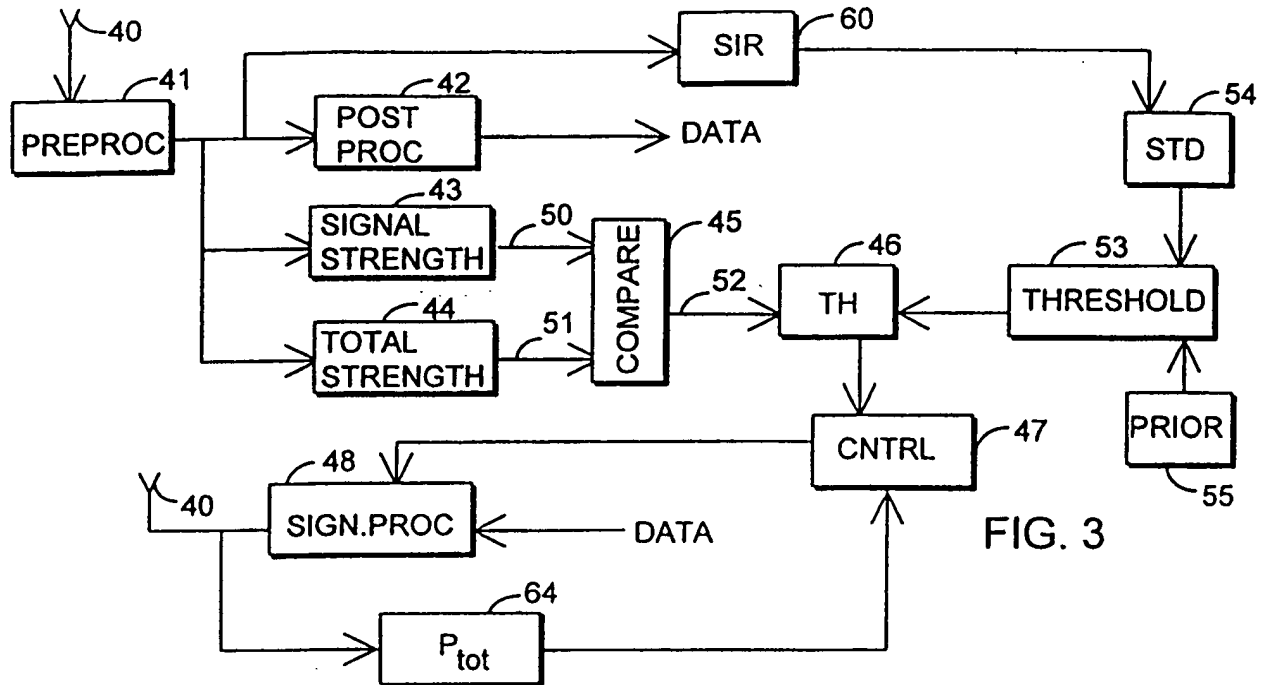 40
60
SIR
41
PREPROC
42
POST
PROC
DATA
54
STD
43
SIGNAL
STRENGTH
50
45
COMPARE
46
TH
52
53
THRESHOLD
44
TOTAL
STRENGTH
51
PRIOR
55
CNTRL
47
48
40
SIGN.PROC
DATA
FIG. 3
64
Ptot